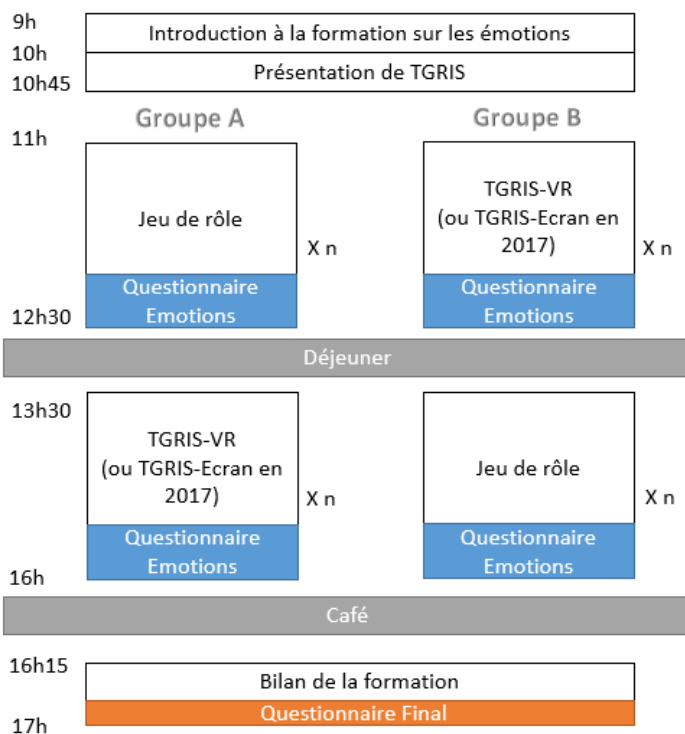 9h
Introduction à la formation sur les émotions
10h
Présentation de TGRIS
10h45
Groupe A
Groupe B
11h
Jeu de rôle
X n
TGRIS-VR
(ou TGRIS-Ecran en
2017)
X n
Questionnaire
Emotions
Questionnaire
Emotions
12h30
Déjeuner
13h30
TGRIS-VR
(ou TGRIS-Ecran en
2017)
X n
Jeu de rôle
X n
Questionnaire
Emotions
Questionnaire
Emotions
16h
Café
16h15
Bilan de la formation
Questionnaire Final
17h